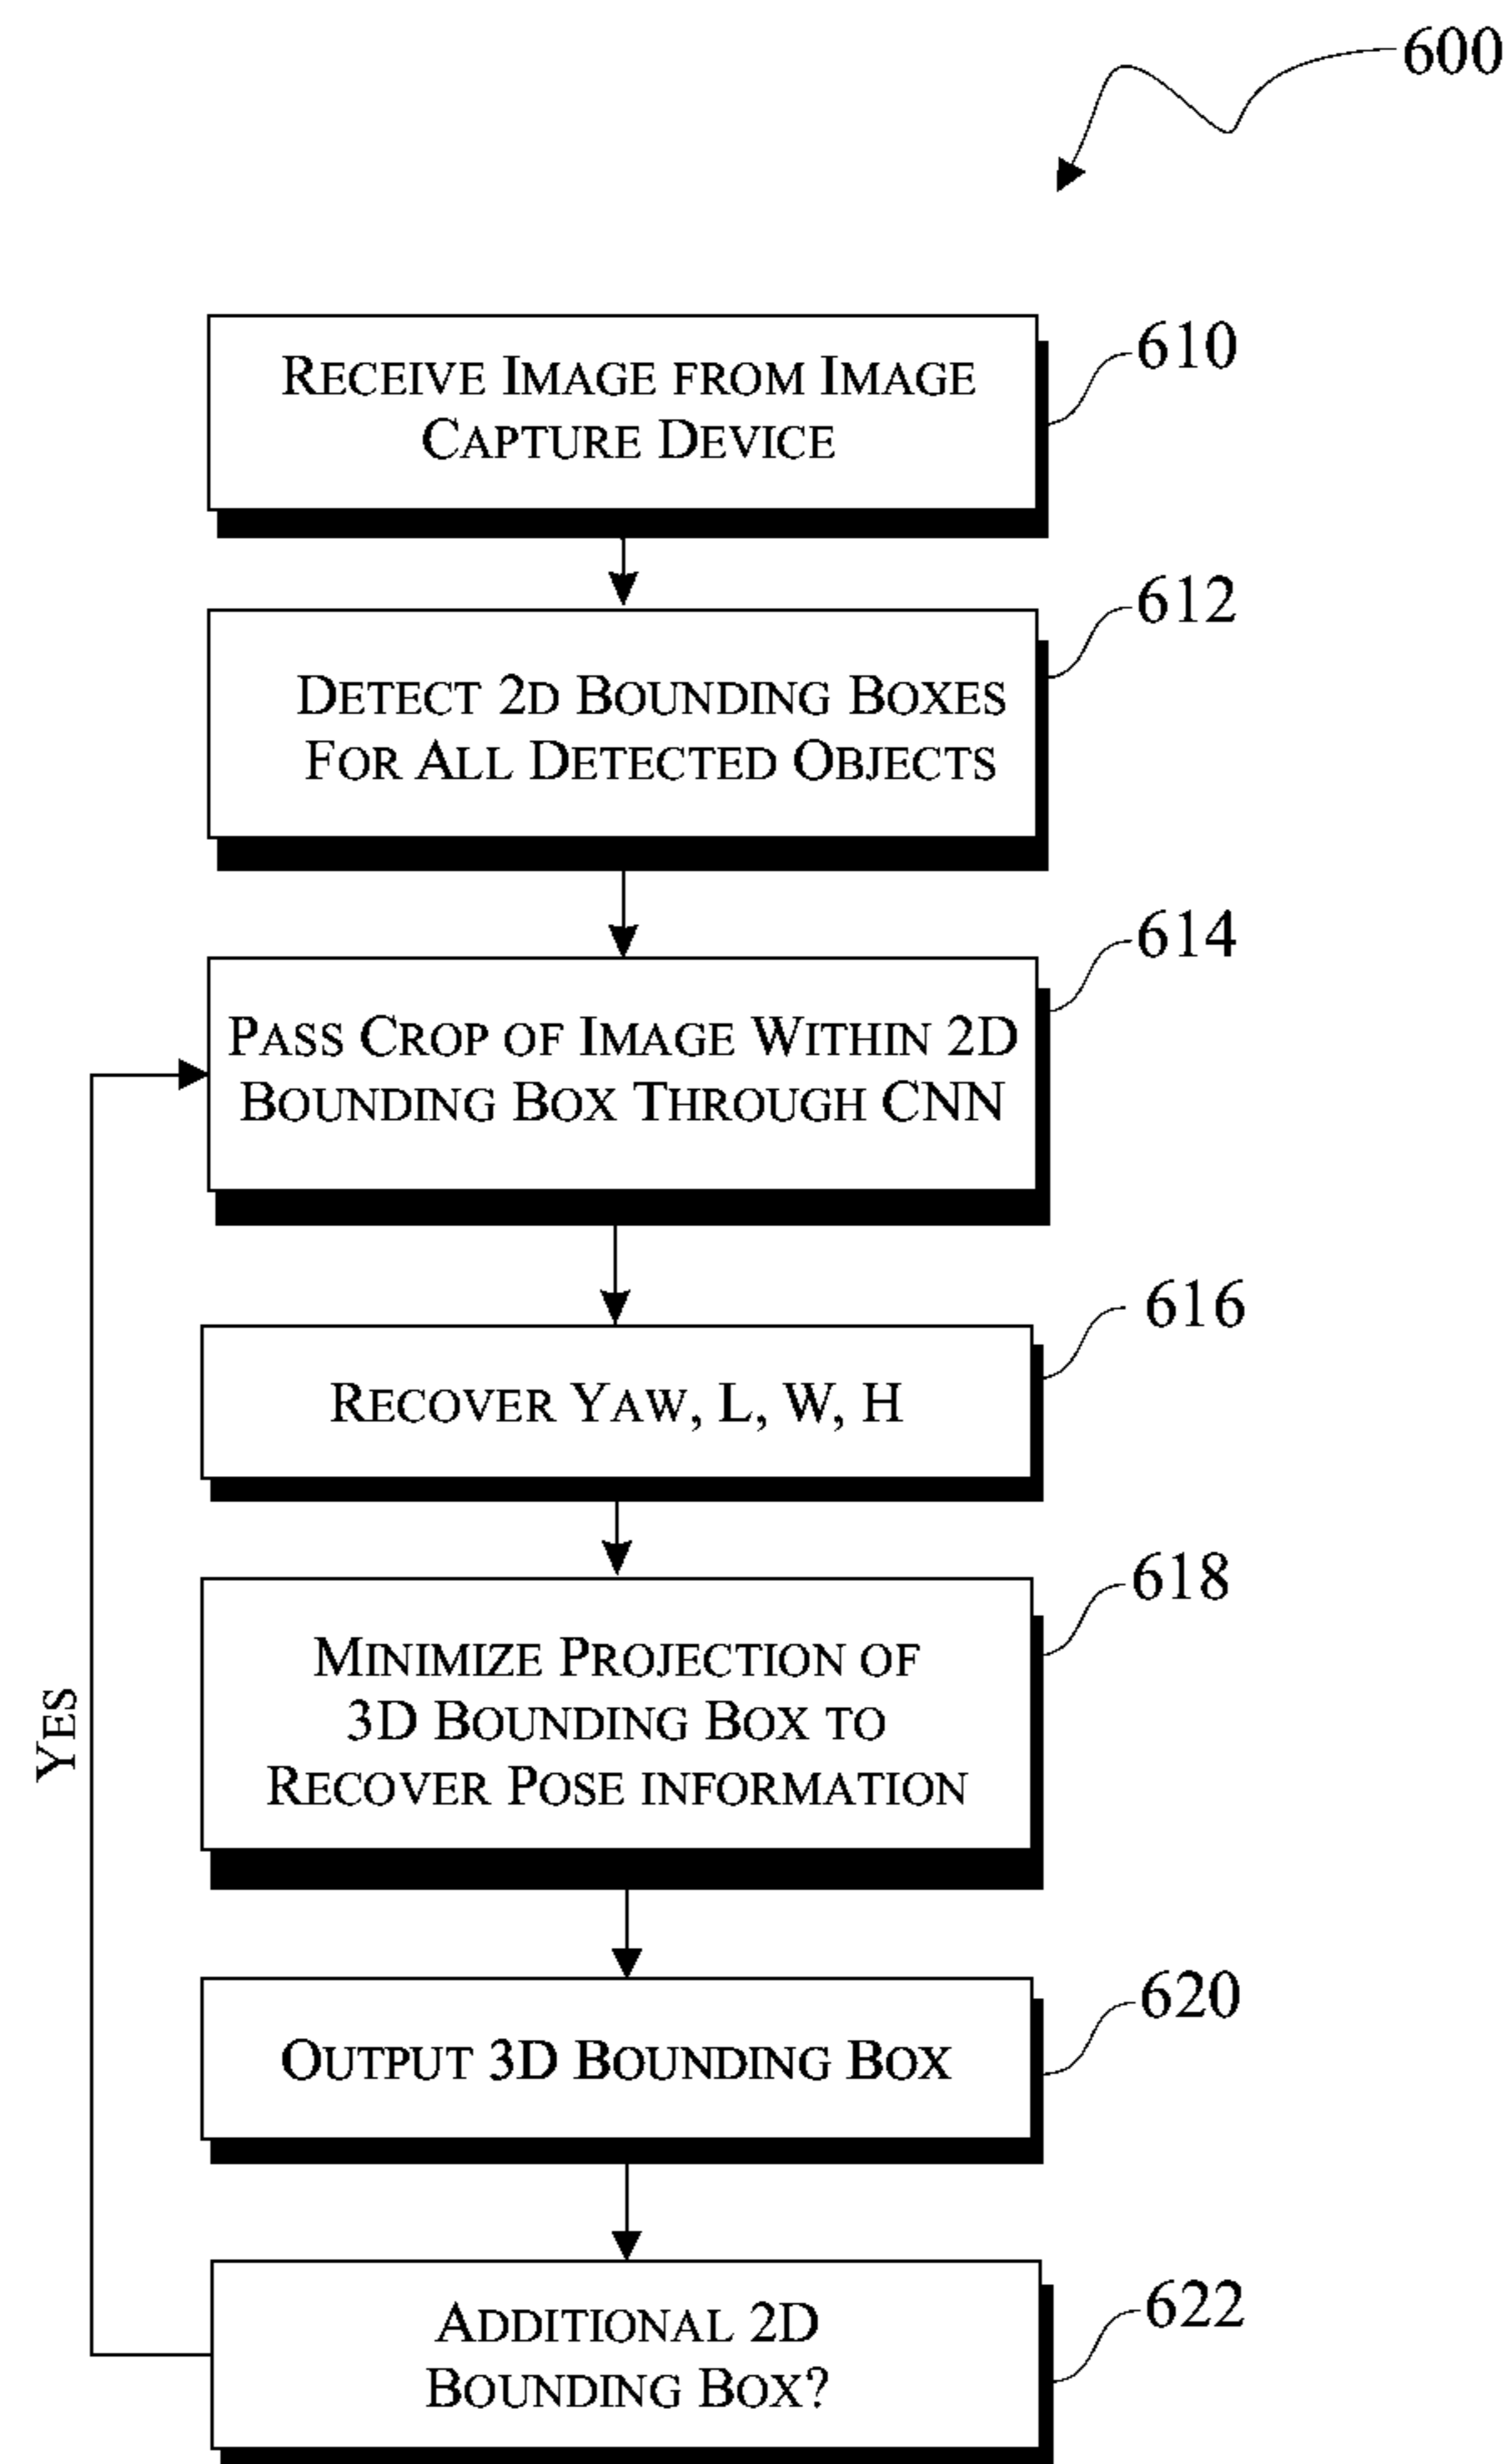 600
RECEIVE IMAGE FROM IMAGE
CAPTURE DEVICE
610
DETECT 2D BOUNDING BOXES
FOR ALL DETECTED OBJECTS
612
PASS CROP OF IMAGE WITHIN 2D
BOUNDING BOX THROUGH CNN
614
RECOVER YAW, L, W, H
616
MINIMIZE PROJECTION OF
3D BOUNDING BOX TO
RECOVER POSE INFORMATION
618
YES
OUTPUT 3D BOUNDING BOX
620
ADDITIONAL 2D
BOUNDING BOX?
622